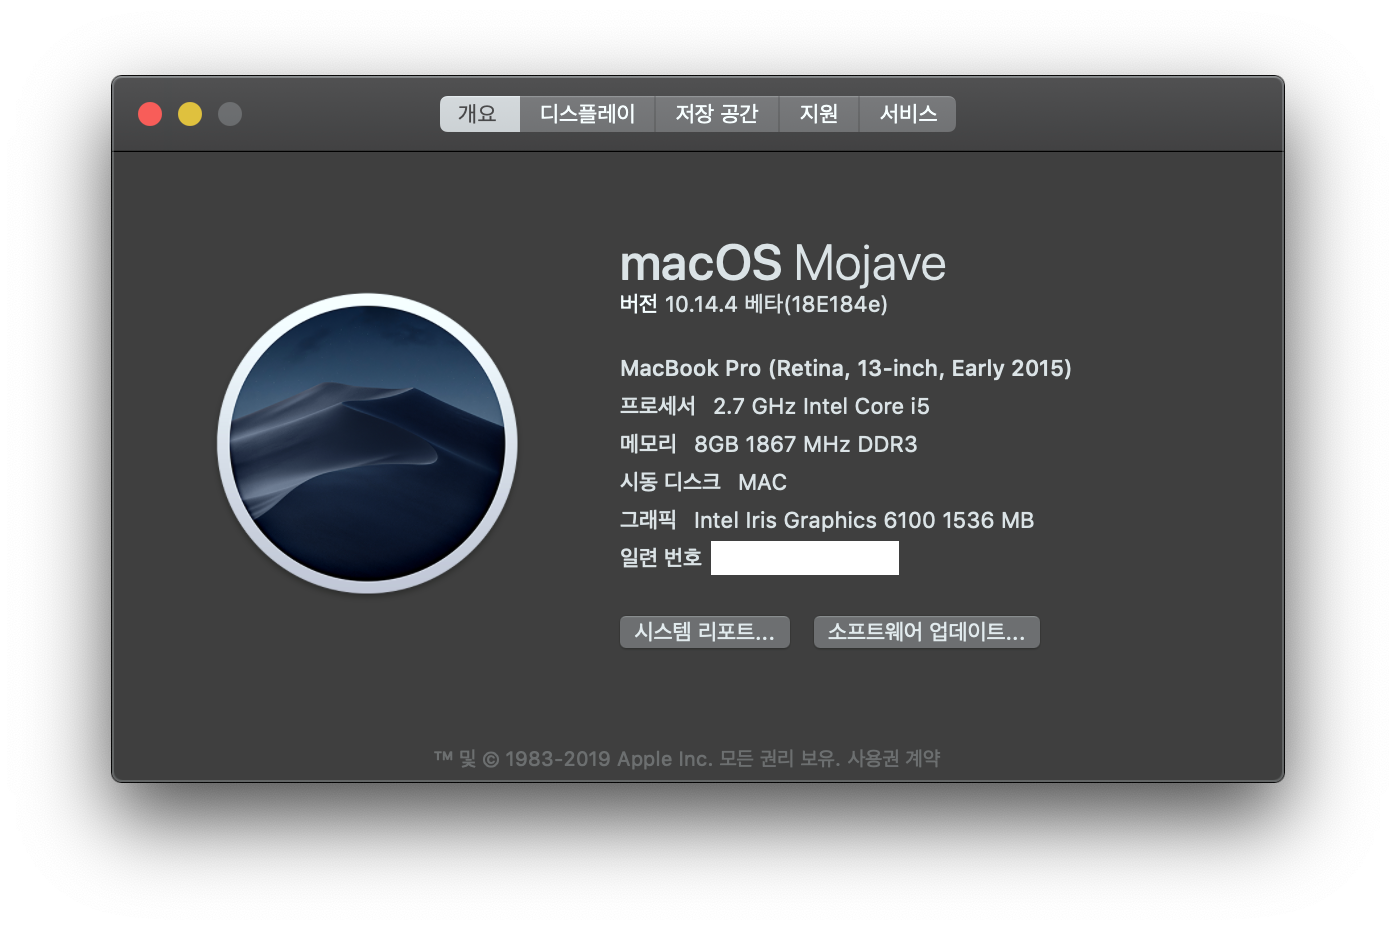 개요 디스플레이 저장 공간 지원 서비스
macOS Mojave
버전 10.14.4 베타(18E184e)
MacBook Pro (Retina, 13-inch, Early 2015)
프로세서 2.7 GHz Intel Core i5
메모리 8GB 1867 MHz DDR3
시동 디스크 MAC
그래픽 Intel Iris Graphics 6100 1536 MB
일련 번호
시스템 리포트... 소프트웨어 업데이트...
™ 및 © 1983-2019 Apple Inc. 모든 권리 보유. 사용권 계약